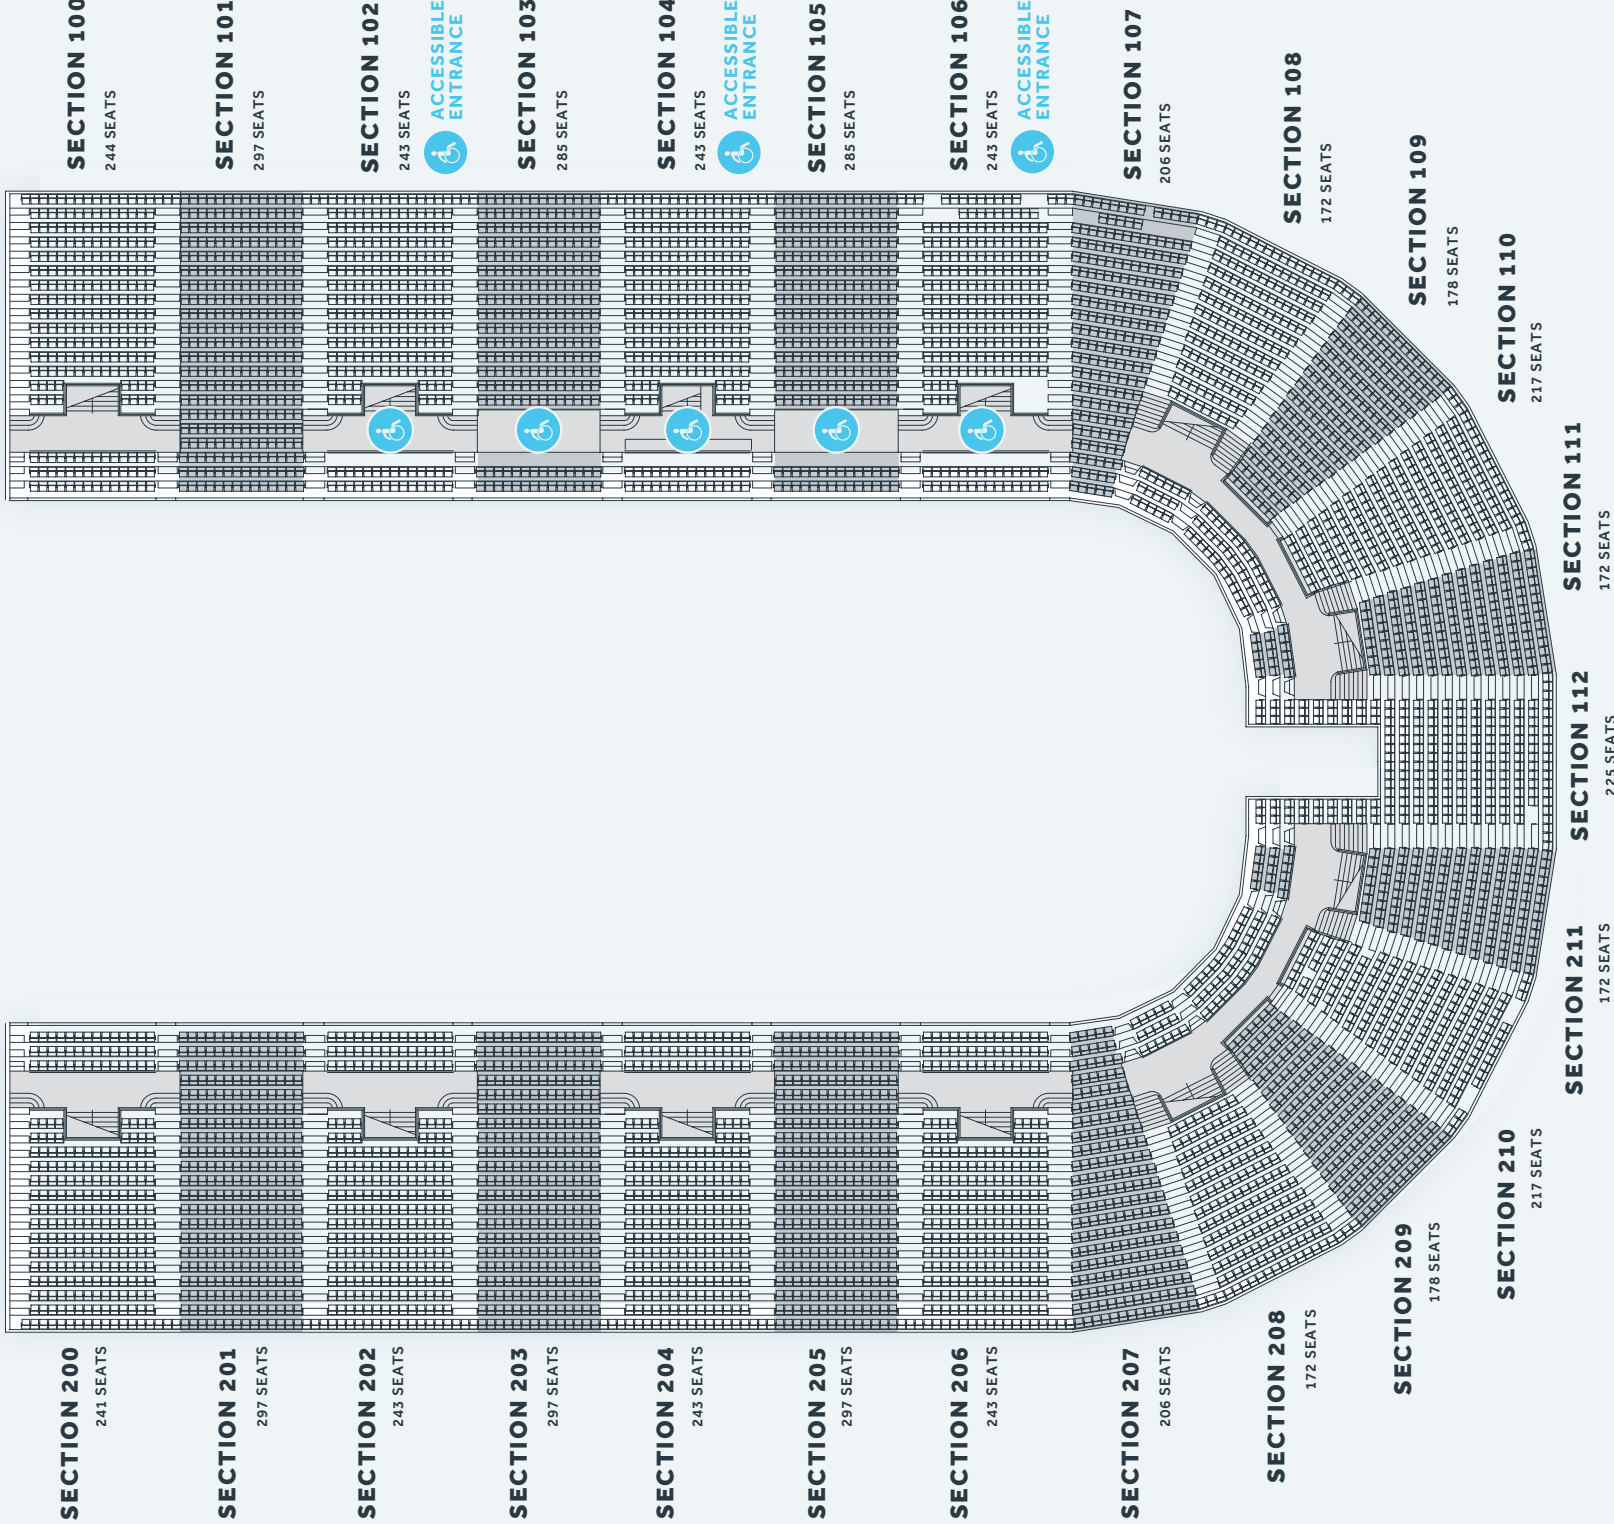 SECTION 100
244 SEATS
SECTION 101
297 SEATS
SECTION 102
243 SEATS
ACCESSIBLE
ENTRANCE
SECTION 103
285 SEATS
SECTION 104
243 SEATS
ACCESSIBLE
ENTRANCE
SECTION 105
285 SEATS
SECTION 106
243 SEATS
ACCESSIBLE
ENTRANCE
SECTION 107
206 SEATS
SECTION 108
172 SEATS
SECTION 109
178 SEATS
SECTION 110
217 SEATS
SECTION 111
172 SEATS
SECTION 112
225 SEATS
SECTION 211
172 SEATS
SECTION 210
217 SEATS
SECTION 209
178 SEATS
SECTION 208
172 SEATS
SECTION 207
206 SEATS
SECTION 206
243 SEATS
SECTION 205
297 SEATS
SECTION 204
243 SEATS
SECTION 203
297 SEATS
SECTION 202
243 SEATS
SECTION 201
297 SEATS
SECTION 200
241 SEATS